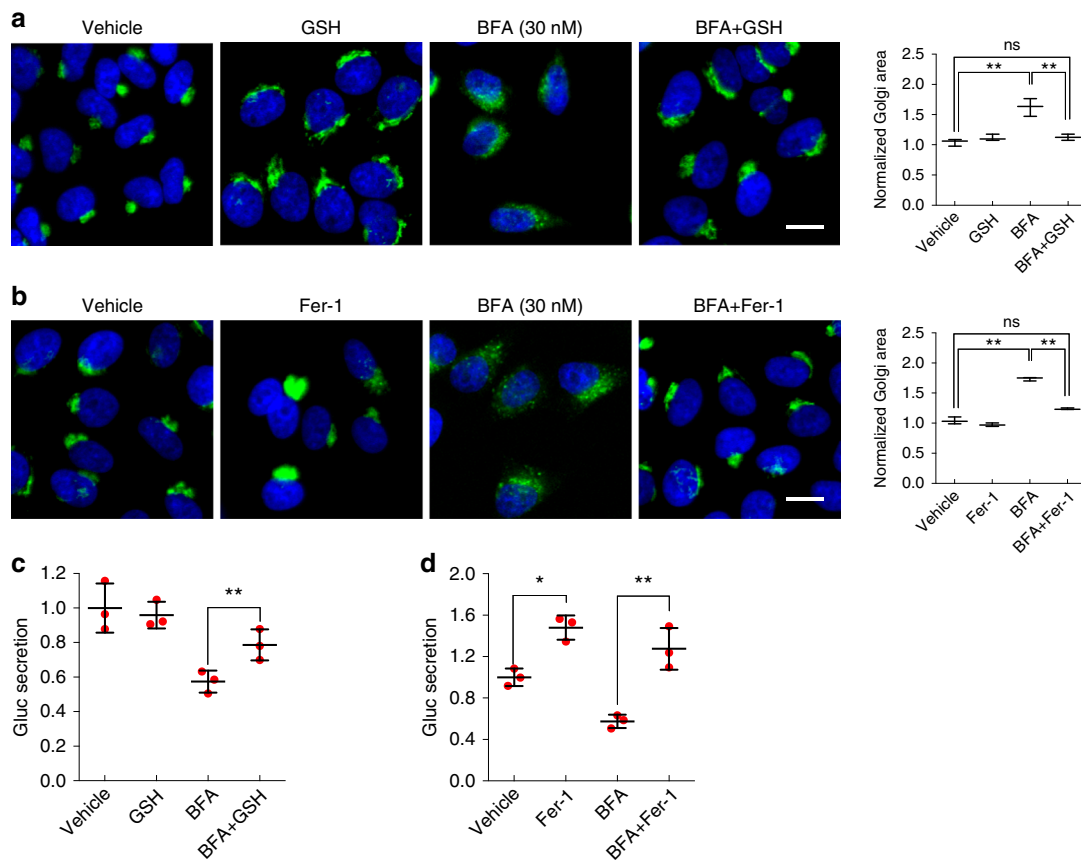 a
Vehicle
GSH
BFA (30 nM)
BFA+GSH
Normalized Golgi area
2.5
2.0
1.5
1.0
0.5
0.0
ns
**
**
Vehicle
GSH
BFA
BFA+GSH
b
Vehicle
Fer-1
BFA (30 nM)
BFA+Fer-1
Normalized Golgi area
2.5
2.0
1.5
1.0
0.5
0.0
ns
**
**
Vehicle
Fer-1
BFA
BFA+Fer-1
c
Gluc secretion
1.2
1.0
0.8
0.6
0.4
0.2
0.0
**
Vehicle
GSH
BFA
BFA+GSH
d
Gluc secretion
2.0
1.6
1.2
0.8
0.4
0.0
*
**
Vehicle
Fer-1
BFA
BFA+Fer-1